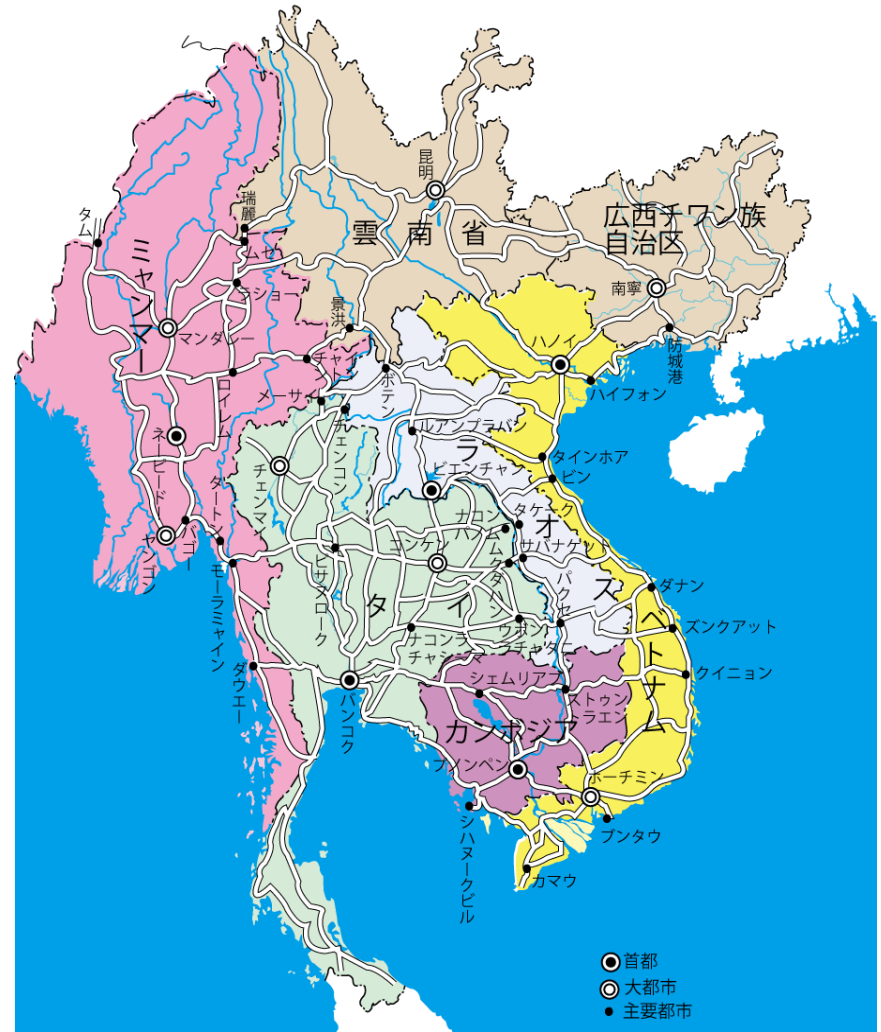 昆明
瑞麗
タム
ミャンマー
ムセ
雲南省
広西チワン族
自治区
ラショー
南寧
景洪
マンダレー
ハノイ
防城港
チャイ
メーサイ
ロイレム
ボテン
ハイフォン
チェンコン
ルアンプラバン
ネーピードー
チェンマイ
ビエンチャン
ラオス
タインホア
ビン
タートン
バゴー
ヤンゴン
ナコン
パノム
タケーク
コンケン
サバナケット
ムクダハン
パクセ
ピサヌローク
モーラミャイン
ダナン
タイ
ナコンラ
チャシーマ
ウボン
ラチャタニ
ズンクアット
ベトナム
ダウエー
シェムリアプ
ストゥン
ラエン
クイニョン
バンコク
カンボジア
プノンペン
ホーチミン
シハヌークビル
ブンタウ
カマウ
首都
大都市
主要都市